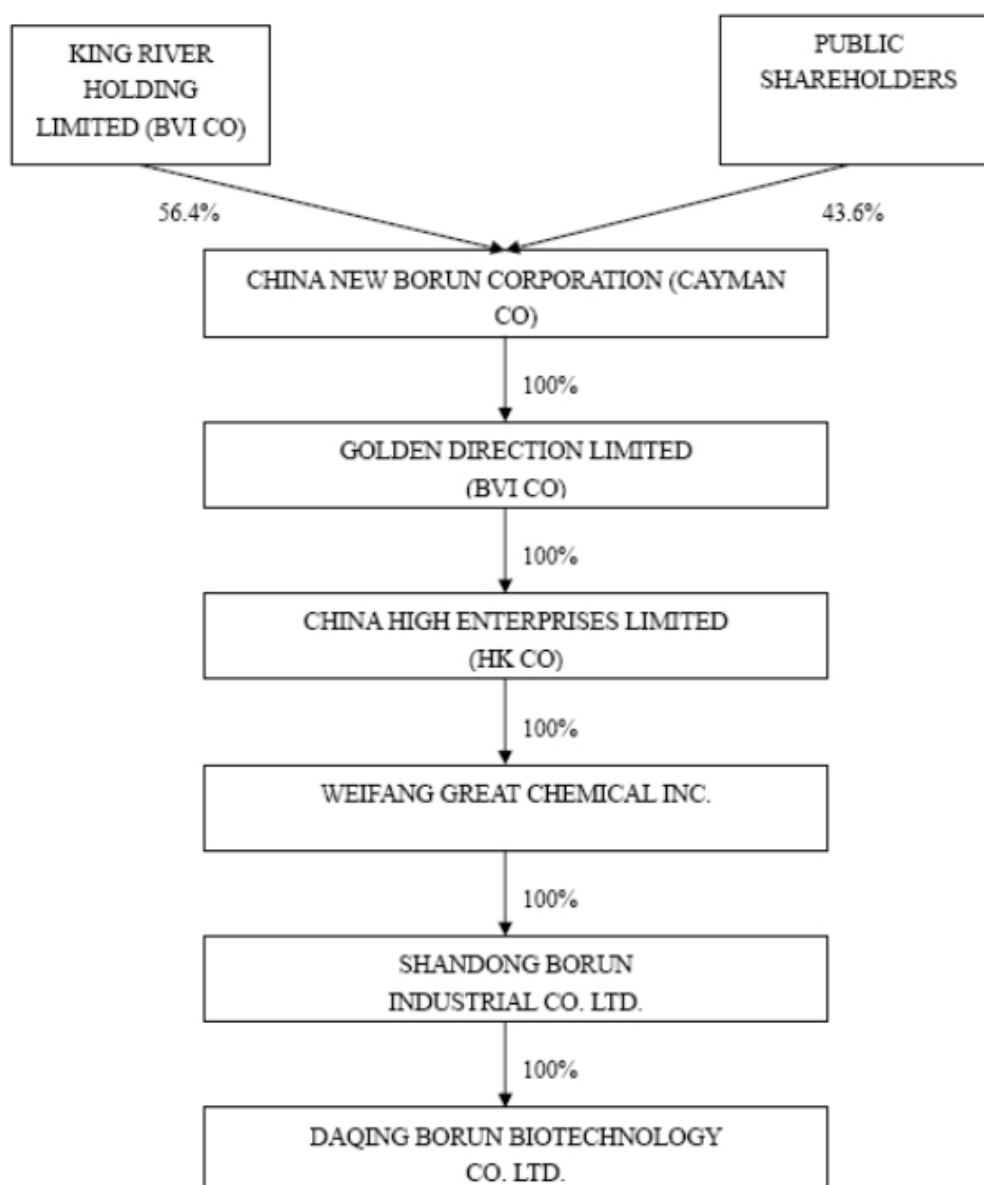 KING RIVER
HOLDING
LIMITED (BVI CO)
PUBLIC
SHAREHOLDERS
56.4%
43.6%
CHINA NEW BORUN CORPORATION (CAYMAN
CO)
100%
GOLDEN DIRECTION LIMITED
(BVI CO)
100%
CHINA HIGH ENTERPRISES LIMITED
(HK CO)
100%
WEIFANG GREAT CHEMICAL INC.
100%
SHANDONG BORUN
INDUSTRIAL CO. LTD.
100%
DAQING BORUN BIOTECHNOLOGY
CO. LTD.